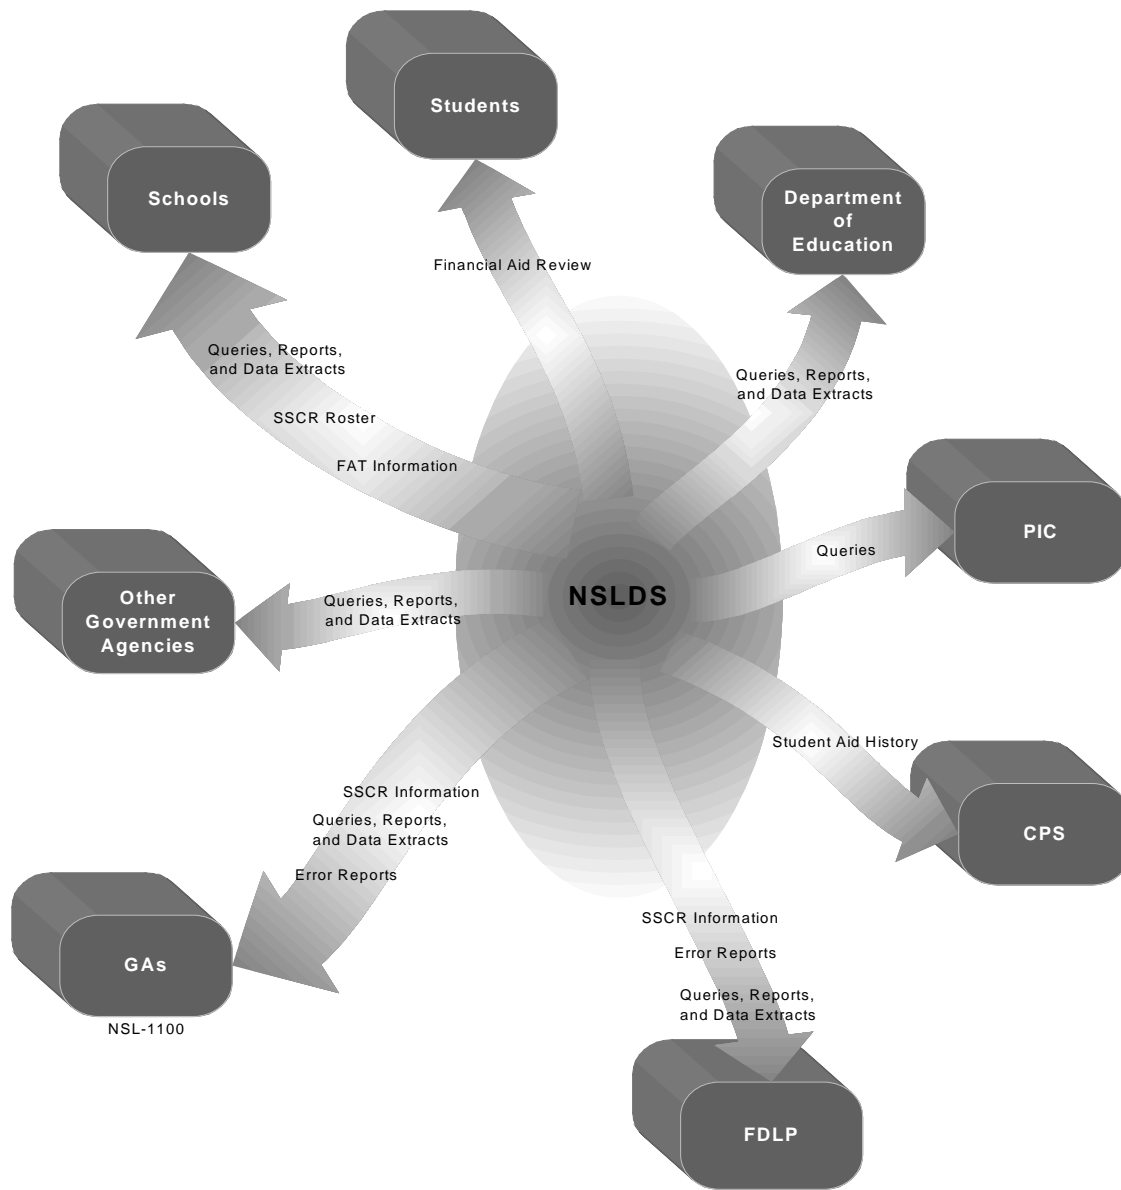 Students
Schools
Department
of
Education
Financial Aid Review
Queries, Reports,
and Data Extracts
Queries, Reports,
and Data Extracts
SSCR Roster
FAT Information
PIC
Queries
NSLDS
Other
Government
Agencies
Queries, Reports,
and Data Extracts
Student Aid History
SSCR Information
Queries, Reports,
and Data Extracts
Error Reports
CPS
SSCR Information
Error Reports
Queries, Reports,
and Data Extracts
GAs
NSL-1100
FDLP